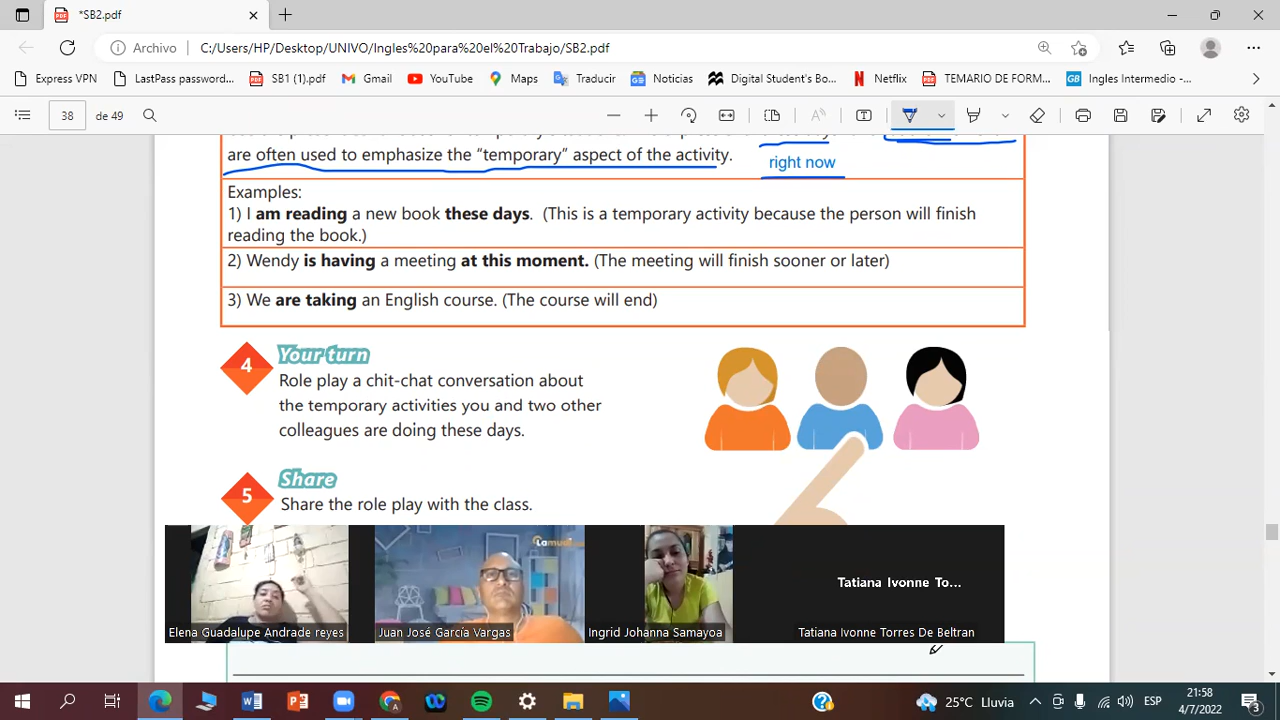 *SB2.pdf
Archivo
C:/Users/HP/Desktop/UNIVO/Ingles%20para%20el%20Trabajo/SB2.pdf
Express VPN
LastPass password...
SB1 (1).pdf
Gmail
YouTube
Maps
Traducir
Noticias
Digital Student's Bo...
Netflix
TEMARIO DE FORM...
Ingles Intermedio -...
38
de 49
are often used to emphasize the “temporary” aspect of the activity.
right now
Examples:
1) I am reading a new book these days. (This is a temporary activity because the person will finish
reading the book.)
2) Wendy is having a meeting at this moment. (The meeting will finish sooner or later)
3) We are taking an English course. (The course will end)
4
Your turn
Role play a chit-chat conversation about
the temporary activities you and two other
colleagues are doing these days.
5
Share
Share the role play with the class.
Lamudi
Tatiana Ivonne To...
Elena Guadalupe Andrade reyes
Juan José García Vargas
Ingrid Johanna Samayoa
Tatiana Ivonne Torres De Beltran
25°C Lluvia
ESP
21:58
4/7/2022
3